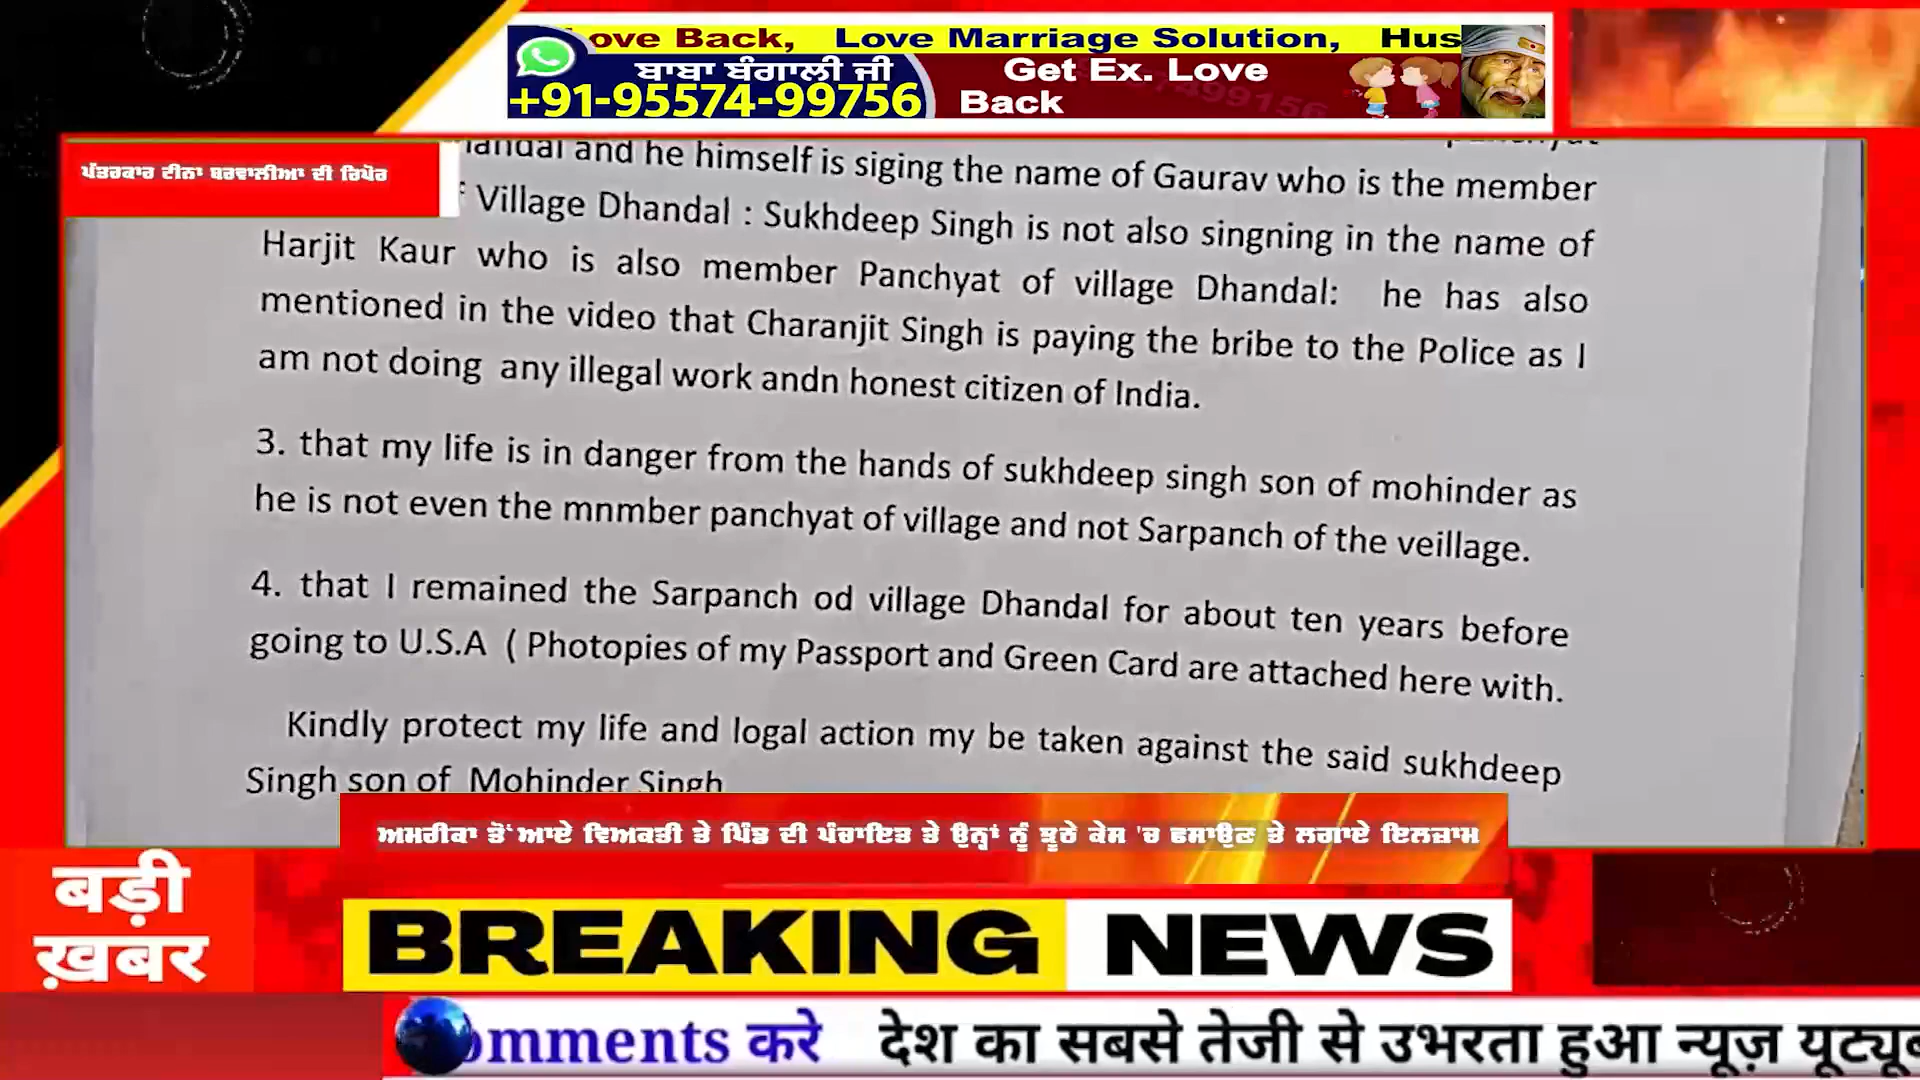 ove Back, Love Marriage Solution, Hus
ਬਾਬਾ ਬੰਗਾਲੀ ਜੀ
+91-95574-99756
Get Ex. Love
Back
ਪੱਤਰਕਾਰ ਟੀਨਾ ਬਰਵਾਲੀਆ ਦੀ ਰਿਪੋਰ
and he himself is siging the name of Gaurav who is the member
Village Dhandal : Sukhdeep Singh is not also singning in the name of
Harjit Kaur who is also member Panchyat of village Dhandal: he has also
mentioned in the video that Charanjit Singh is paying the bribe to the Police as I
am not doing any illegal work andn honest citizen of India.
3. that my life is in danger from the hands of sukhdeep singh son of mohinder as
he is not even the mnmber panchyat of village and not Sarpanch of the veillage.
4. that I remained the Sarpanch od village Dhandal for about ten years before
going to U.S.A ( Photopies of my Passport and Green Card are attached here with.
Kindly protect my life and logal action my be taken against the said sukhdeep
Singh son of Mohinder Singh
ਅਮਰੀਕਾ ਤੋਂ ਆਏ ਵਿਅਕਤੀ ਤੇ ਪਿੰਡ ਦੀ ਪੰਚਾਇਤ ਤੇ ਉਨ੍ਹਾਂ ਨੂੰ ਝੂਠੇ ਕੇਸ 'ਚ ਫਸਾਉਣ ਤੇ ਲਗਾਏ ਇਲਜ਼ਾਮ
बड़ी
ख़बर
BREAKING NEWS
omments करे देश का सबसे तेजी से उभरता हुआ न्यूज़ यूट्यूब